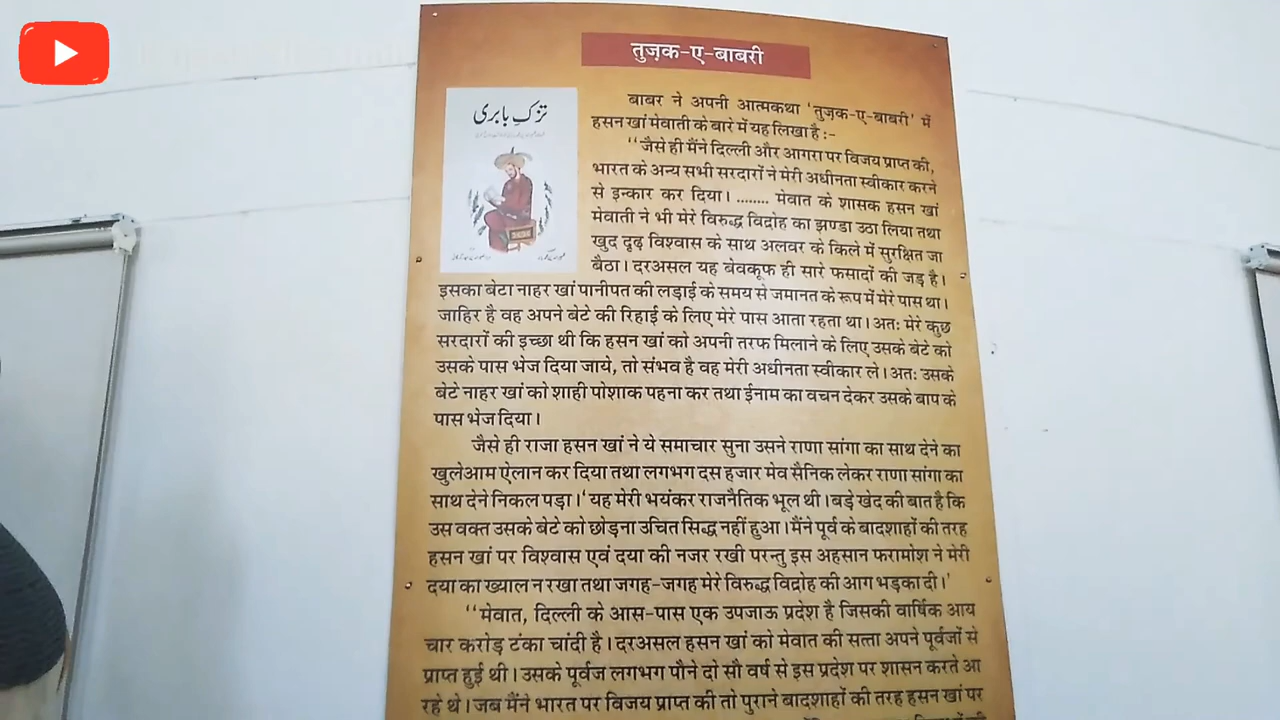 तुज़क-ए-बाबरी
تزکِ بابری
बाबर ने अपनी आत्मकथा 'तुज़क-ए-बाबरी' में
हसन खां मेवाती के बारे में यह लिखा है :-
''जैसे ही मैंने दिल्ली और आगरा पर विजय प्राप्त की,
भारत के अन्य सभी सरदारों ने मेरी अधीनता स्वीकार करने
से इन्कार कर दिया। ........ मेवात के शासक हसन खां
मेवाती ने भी मेरे विरुद्ध विद्रोह का झण्डा उठा लिया तथा
खुद दृढ़ विश्वास के साथ अलवर के किले में सुरक्षित जा
बैठा। दरअसल यह बेवकूफ ही सारे फसादों की जड़ है।
इसका बेटा नाहर खां पानीपत की लड़ाई के समय से जमानत के रूप में मेरे पास था।
जाहिर है वह अपने बेटे की रिहाई के लिए मेरे पास आता रहता था। अतः मेरे कुछ
सरदारों की इच्छा थी कि हसन खां को अपनी तरफ मिलाने के लिए उसके बेटे को
उसके पास भेज दिया जाये, तो संभव है वह मेरी अधीनता स्वीकार ले। अतः उसके
बेटे नाहर खां को शाही पोशाक पहना कर तथा ईनाम का वचन देकर उसके बाप के
पास भेज दिया।
जैसे ही राजा हसन खां ने ये समाचार सुना उसने राणा सांगा का साथ देने का
खुलेआम ऐलान कर दिया तथा लगभग दस हजार मेव सैनिक लेकर राणा सांगा का
साथ देने निकल पड़ा। 'यह मेरी भयंकर राजनैतिक भूल थी। बड़े खेद की बात है कि
उस वक्त उसके बेटे को छोड़ना उचित सिद्ध नहीं हुआ। मैंने पूर्व के बादशाहों की तरह
हसन खां पर विश्वास एवं दया की नजर रखी परन्तु इस अहसान फरामोश ने मेरी
दया का ख्याल न रखा तथा जगह-जगह मेरे विरुद्ध विद्रोह की आग भड़का दी।'
''मेवात, दिल्ली के आस-पास एक उपजाऊ प्रदेश है जिसकी वार्षिक आय
चार करोड़ टंका चांदी है। दरअसल हसन खां को मेवात की सत्ता अपने पूर्वजों से
प्राप्त हुई थी। उसके पूर्वज लगभग पौने दो सौ वर्ष से इस प्रदेश पर शासन करते आ
रहे थे। जब मैंने भारत पर विजय प्राप्त की तो पुराने बादशाहों की तरह हसन खां पर